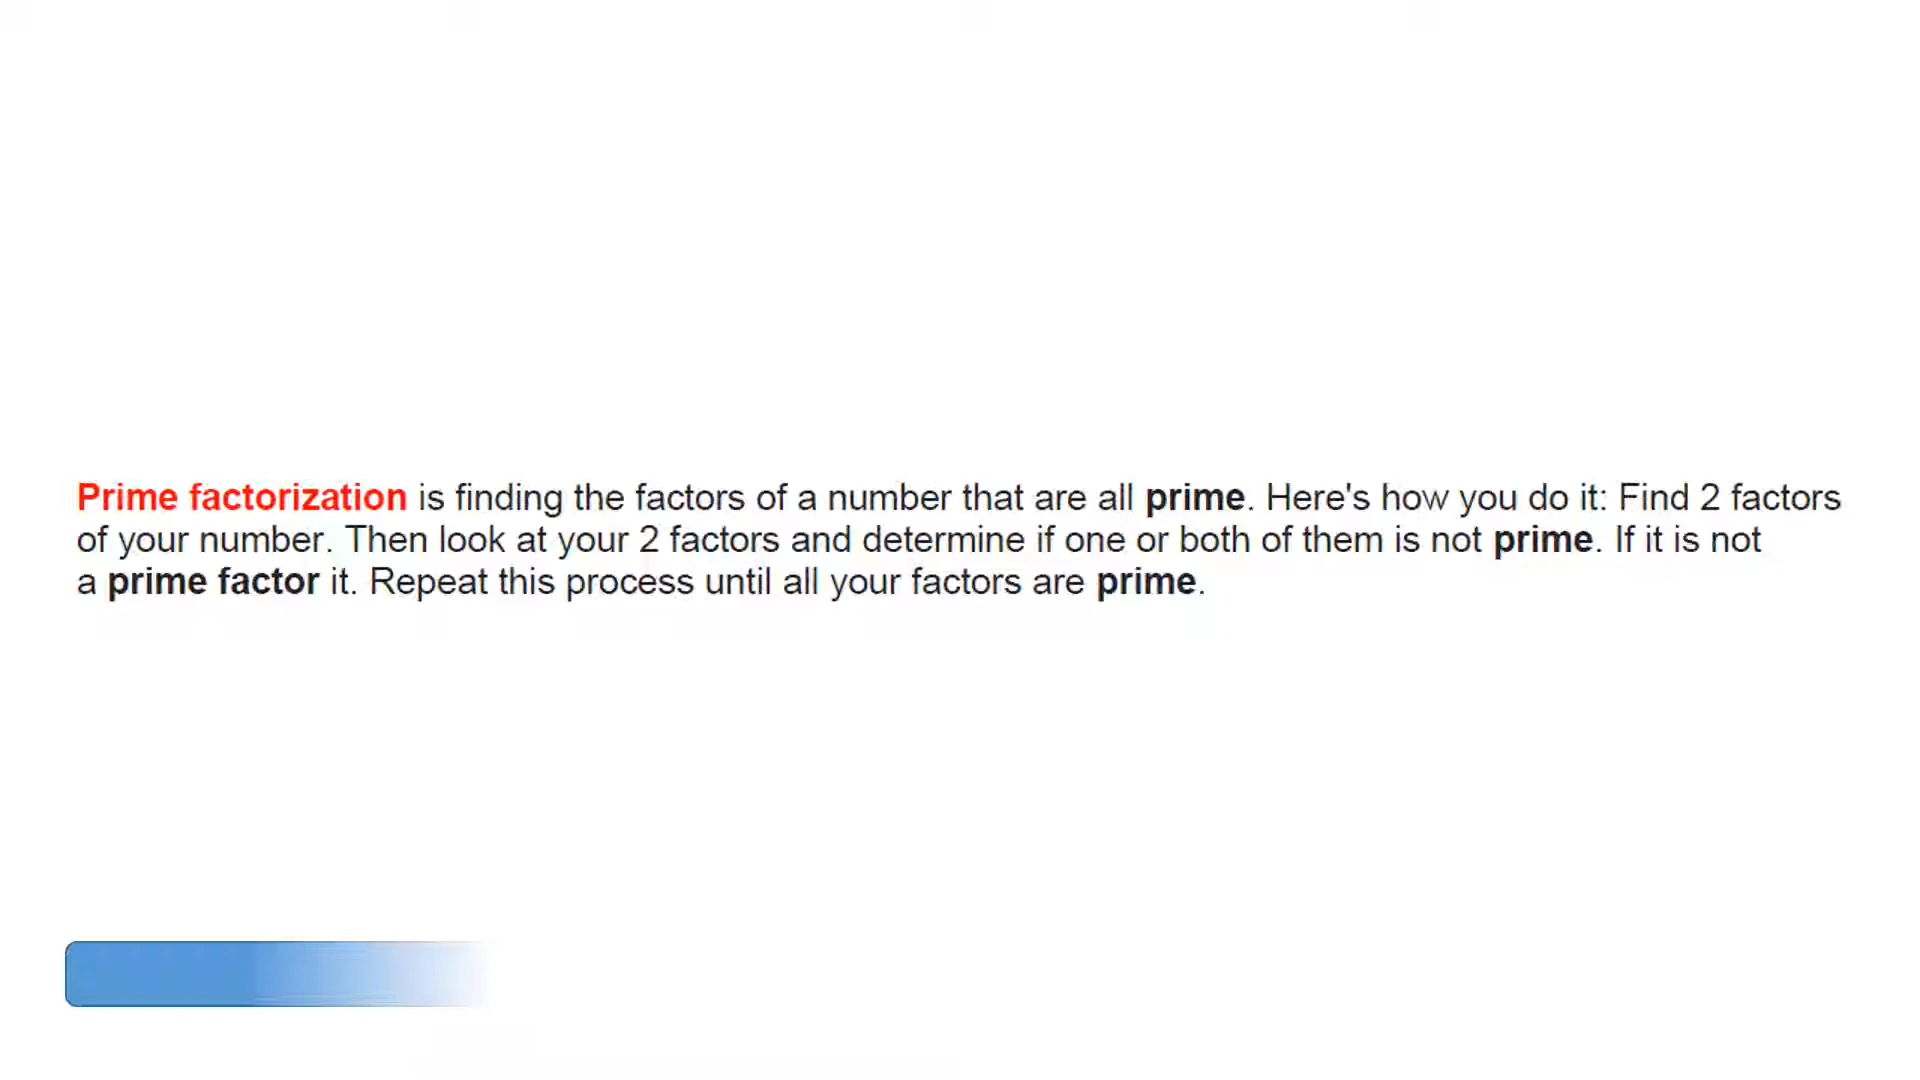 Prime factorization is finding the factors of a number that are all prime. Here's how you do it: Find 2 factors
of your number. Then look at your 2 factors and determine if one or both of them is not prime. If it is not
a prime factor it. Repeat this process until all your factors are prime.